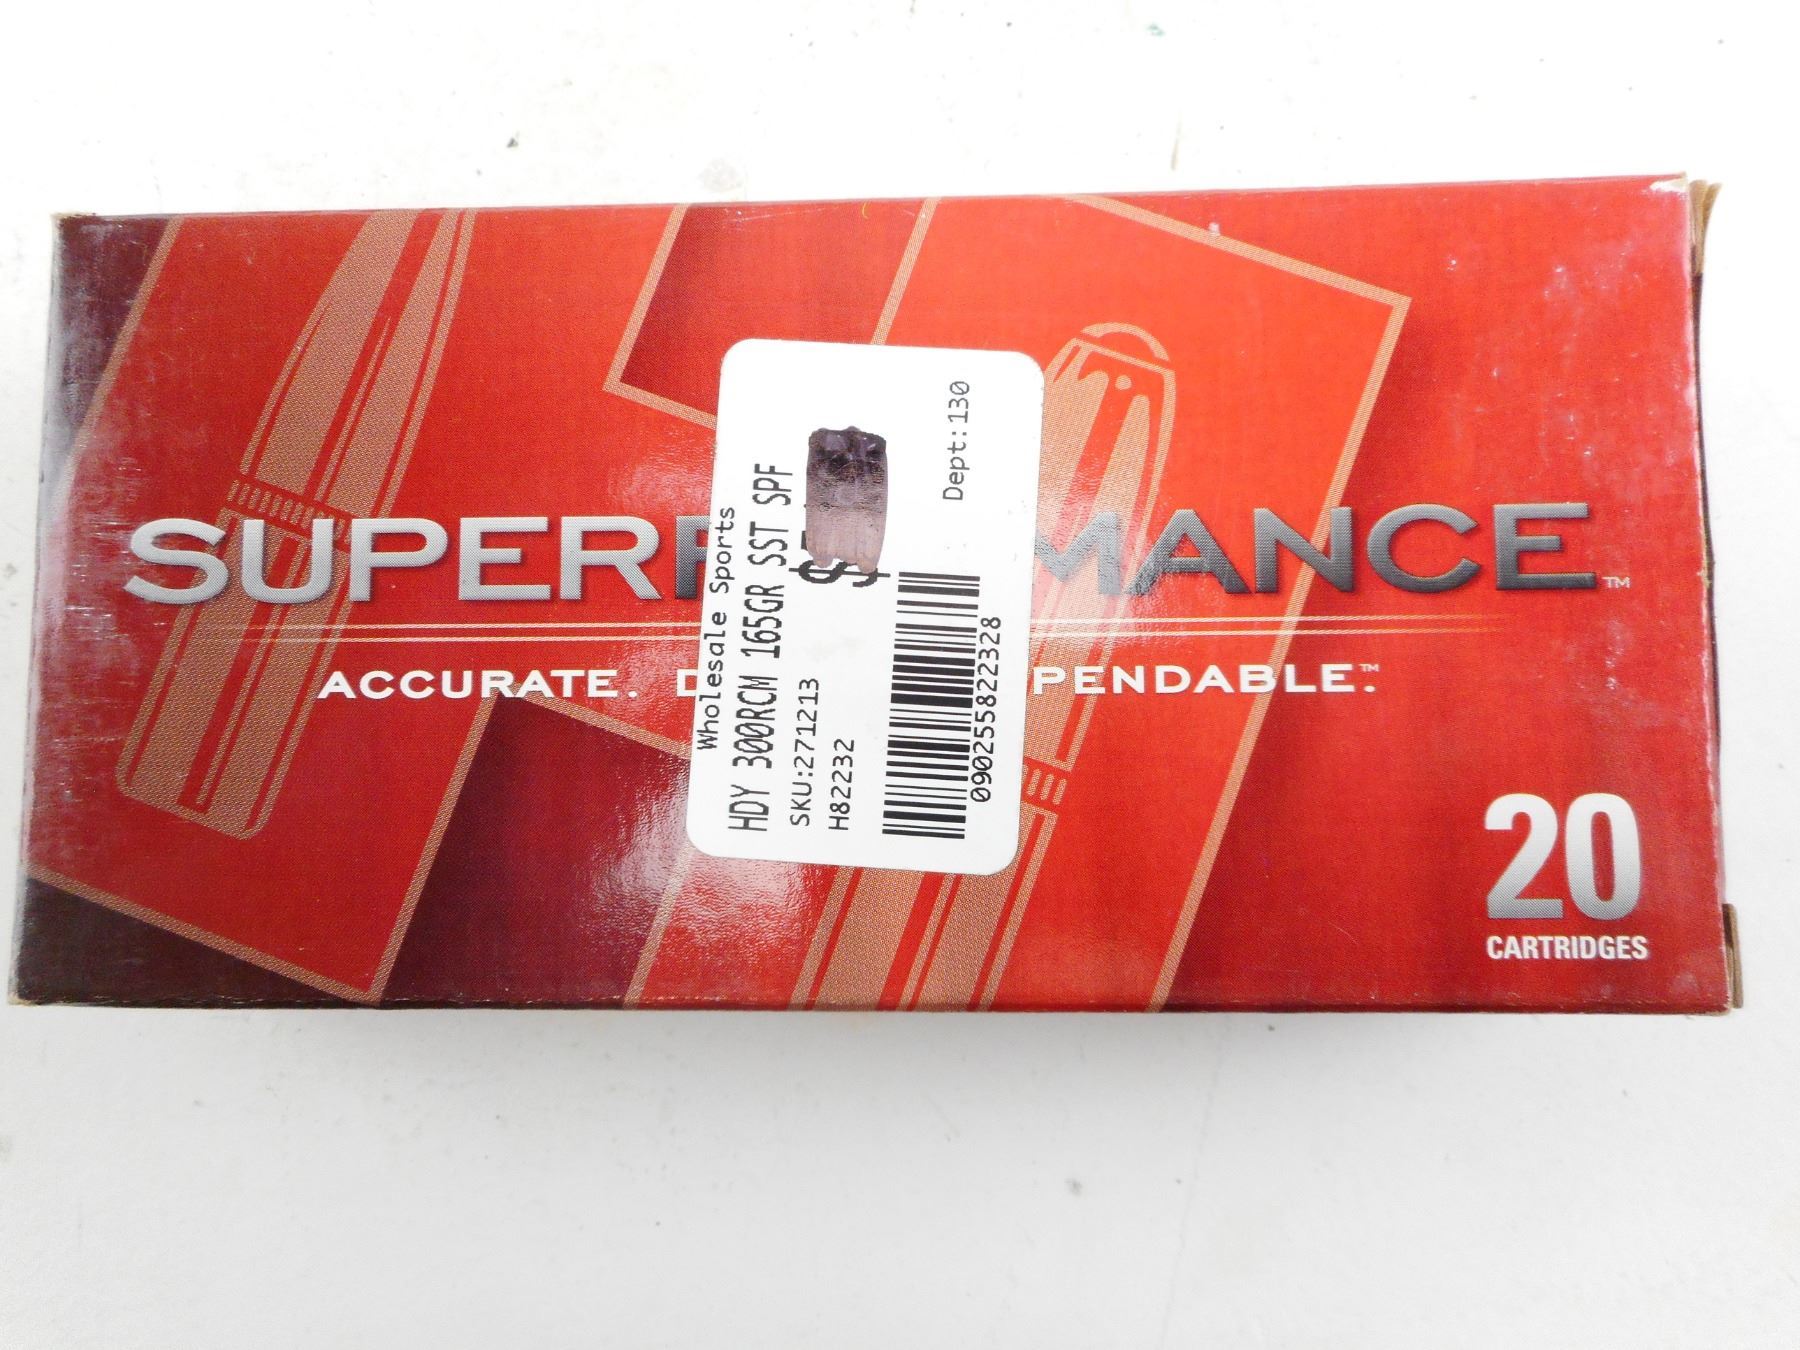 SUPERF MANCE™
ACCURATE. D PENDABLE.™
20
CARTRIDGES
Wholesale Sports
HDY 300RCM 165GR SST SPF
SKU:271213
H82232
090255822328
Dept:130